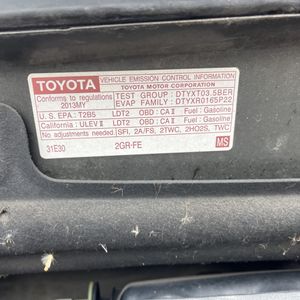 TOYOTA VEHICLE EMISSION CONTROL INFORMATION
TOYOTA MOTOR CORPORATION
Conforms to regulations TEST GROUP : DTYXT03.5BER
2013MY EVAP FAMILY : DTYXR0165P22
U.S. EPA : T2B5 LDT2 OBD : CA II Fuel : Gasoline
California : ULEV II LDT2 OBD : CA II Fuel : Gasoline
No adjustments needed. SFI, 2A/FS, 2TWC, 2HO2S, TWC
31E30 2GR-FE MS